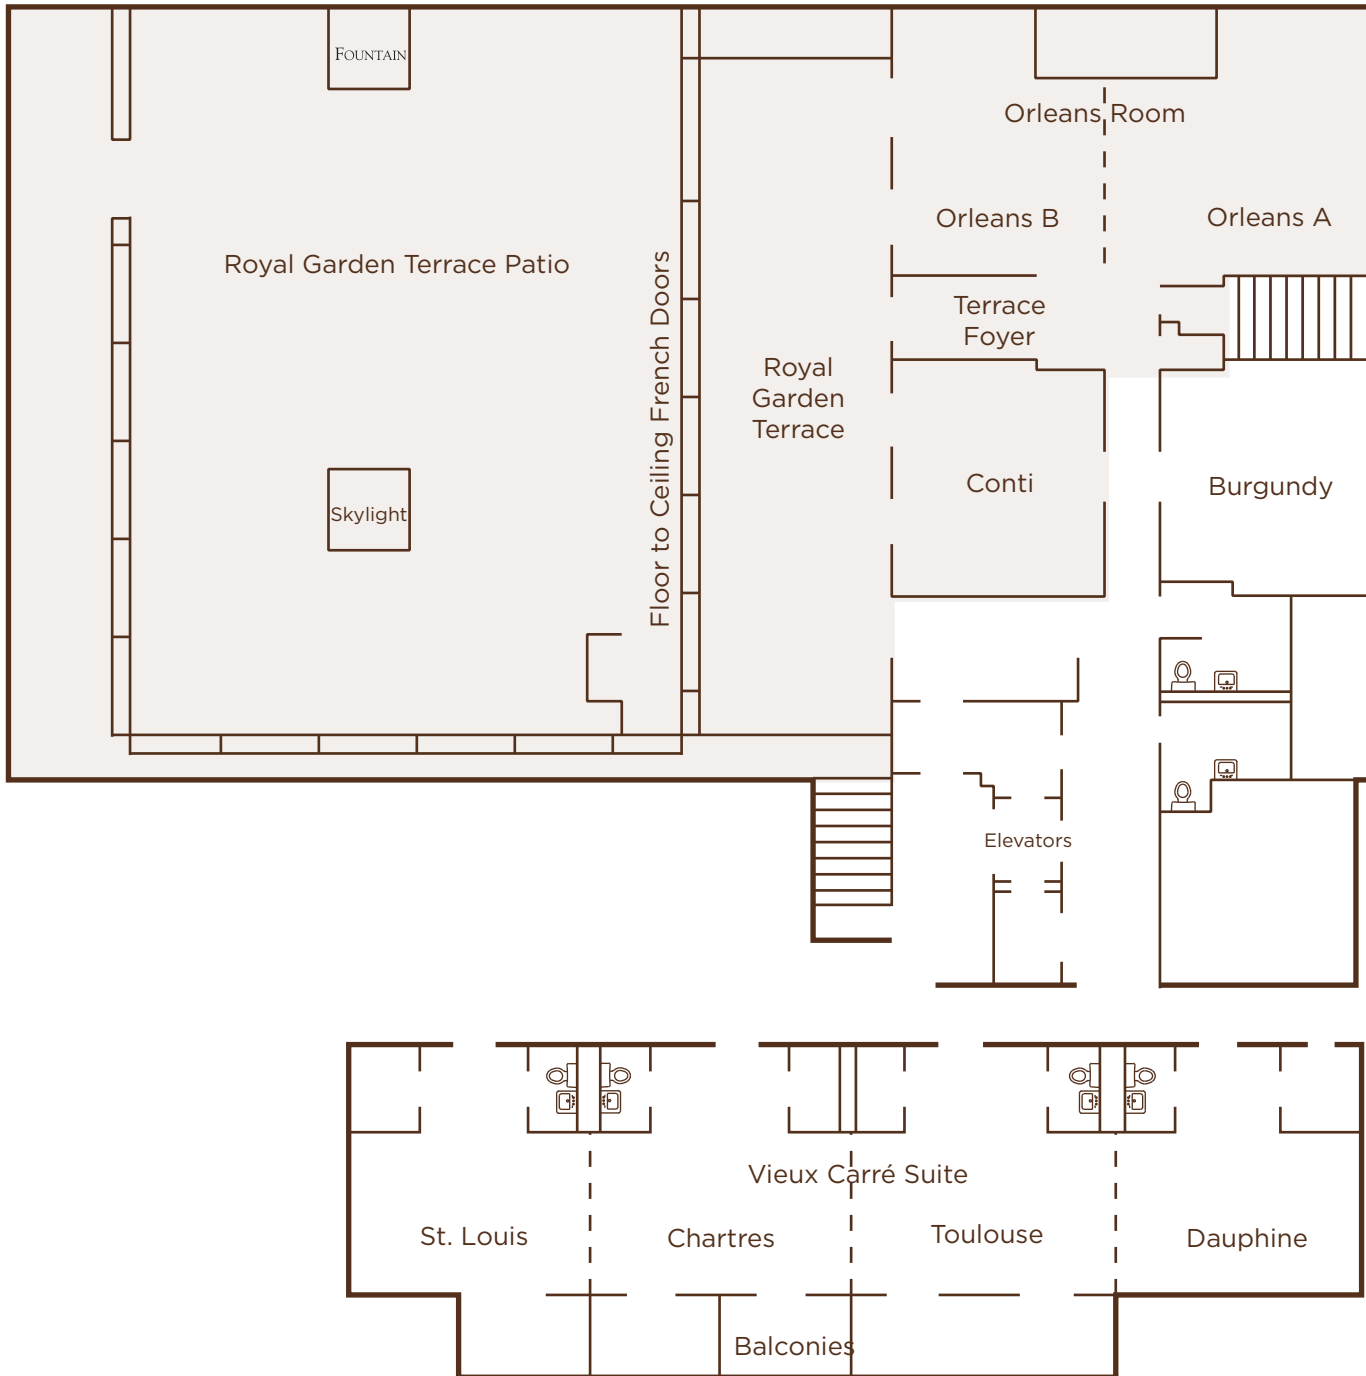 FOUNTAIN
Orleans Room
Orleans B
Orleans A
Royal Garden Terrace Patio
Floor to Ceiling French Doors
Terrace
Foyer
Royal
Garden
Terrace
Conti
Burgundy
Skylight
Elevators
Vieux Carré Suite
St. Louis
Chartres
Toulouse
Dauphine
Balconies